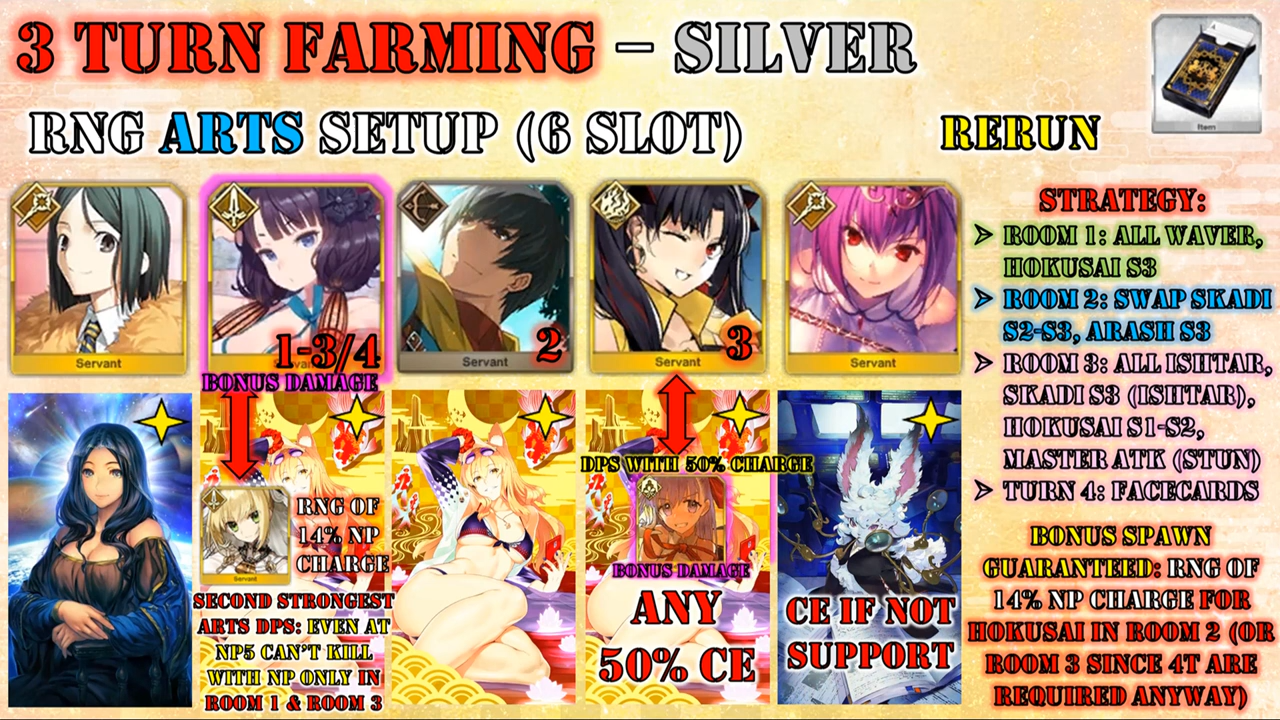 3 TURN FARMING – SILVER
Item
RNG ARTS SETUP (6 SLOT)
RERUN
Servant
1-3/4
BONUS DAMAGE
Servant
2
Servant
3
Servant
DPS WITH 50% CHARGE
Servant
RNG OF
14% NP
CHARGE
SECOND STRONGEST
ARTS DPS: EVEN AT
NP5 CAN'T KILL
WITH NP ONLY IN
ROOM 1 & ROOM 3
BONUS DAMAGE
ANY
50% CE
CE IF NOT
SUPPORT
STRATEGY:
➢ ROOM 1: ALL WAVER,
HOKUSAI S3
➢ ROOM 2: SWAP SKADI
S2-S3, ARASH S3
➢ ROOM 3: ALL ISHTAR,
SKADI S3 (ISHTAR),
HOKUSAI S1-S2,
MASTER ATK (STUN)
➢ TURN 4: FACECARDS
BONUS SPAWN
GUARANTEED: RNG OF
14% NP CHARGE FOR
HOKUSAI IN ROOM 2 (OR
ROOM 3 SINCE 4T ARE
REQUIRED ANYWAY)